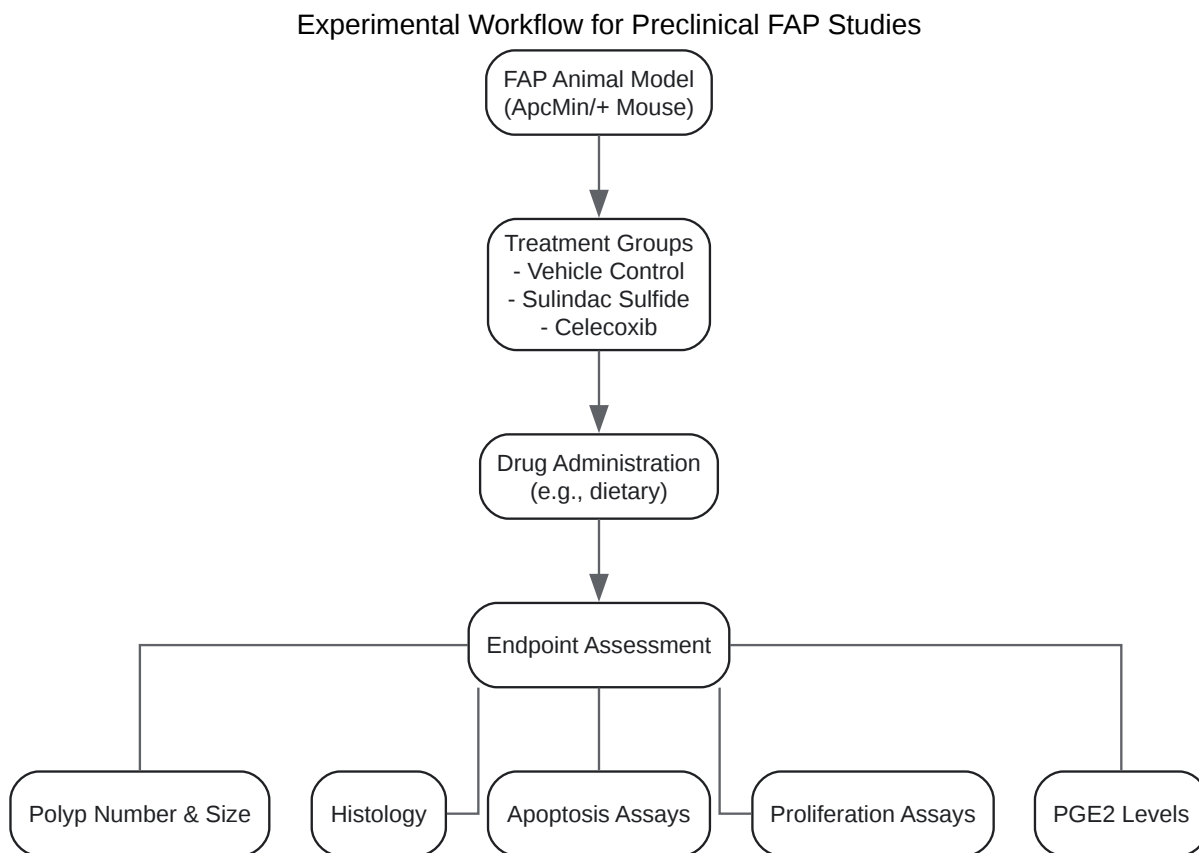 Experimental Workflow for Preclinical FAP Studies
FAP Animal Model
(ApcMin/+ Mouse)
Treatment Groups
- Vehicle Control
- Sulindac Sulfide
- Celecoxib
Drug Administration
(e.g., dietary)
Endpoint Assessment
Polyp Number & Size
Histology
Apoptosis Assays
Proliferation Assays
PGE2 Levels